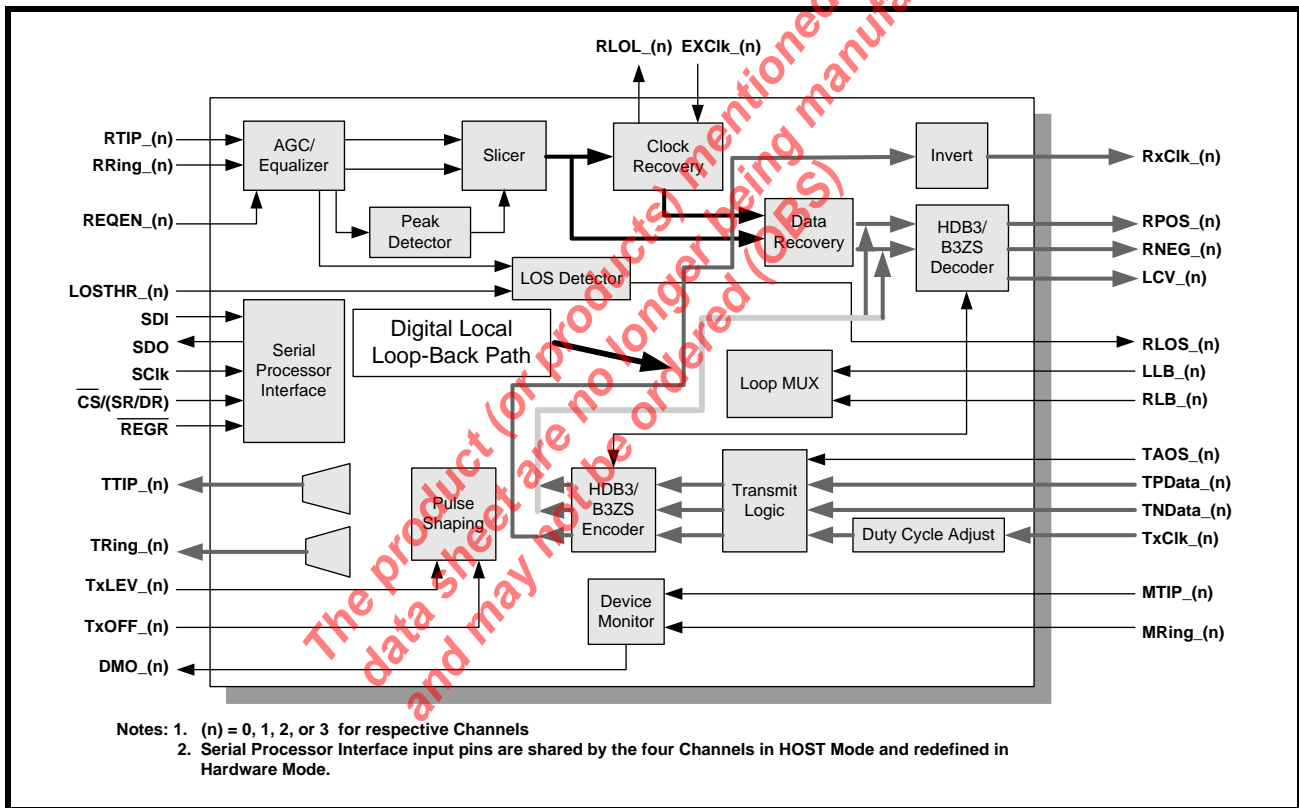 RLOL_(n) EXClk_(n)
RTIP_(n)
RRing_(n)
REQEN_(n)
LOSTHR_(n)
SDI
SDO
SClk
CS/(SR/DR)
REGR
TTIP_(n)
TRing_(n)
TxLEV_(n)
TxOFF_(n)
DMO_(n)
AGC/
Equalizer
Slicer
Clock
Recovery
Invert
Peak
Detector
Data
Recovery
HDB3/
B3ZS
Decoder
LOS Detector
Serial
Processor
Interface
Digital Local
Loop-Back Path
Loop MUX
Pulse
Shaping
HDB3/
B3ZS
Encoder
Transmit
Logic
Duty Cycle Adjust
Device
Monitor
RxClk_(n)
RPOS_(n)
RNEG_(n)
LCV_(n)
RLOS_(n)
LLB_(n)
RLB_(n)
TAOS_(n)
TPData_(n)
TNData_(n)
TxClk_(n)
MTIP_(n)
MRing_(n)
The product (or products) mentioned
data sheet are no longer being
and may not be ordered (OBS)
Notes: 1. (n) = 0, 1, 2, or 3 for respective Channels
2. Serial Processor Interface input pins are shared by the four Channels in HOST Mode and redefined in
Hardware Mode.